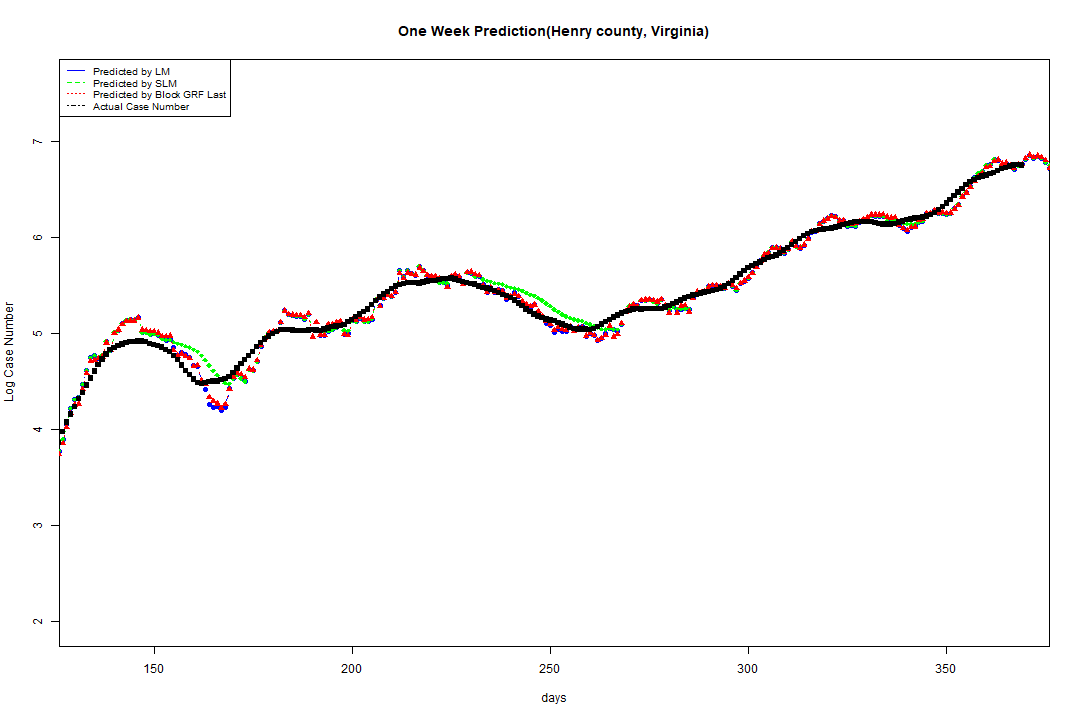 One Week Prediction(Henry county, Virginia)
Predicted by LM
Predicted by SLM
Predicted by Block GRF Last
Actual Case Number
7
6
5
4
3
2
Log Case Number
150 200 250 300 350
days